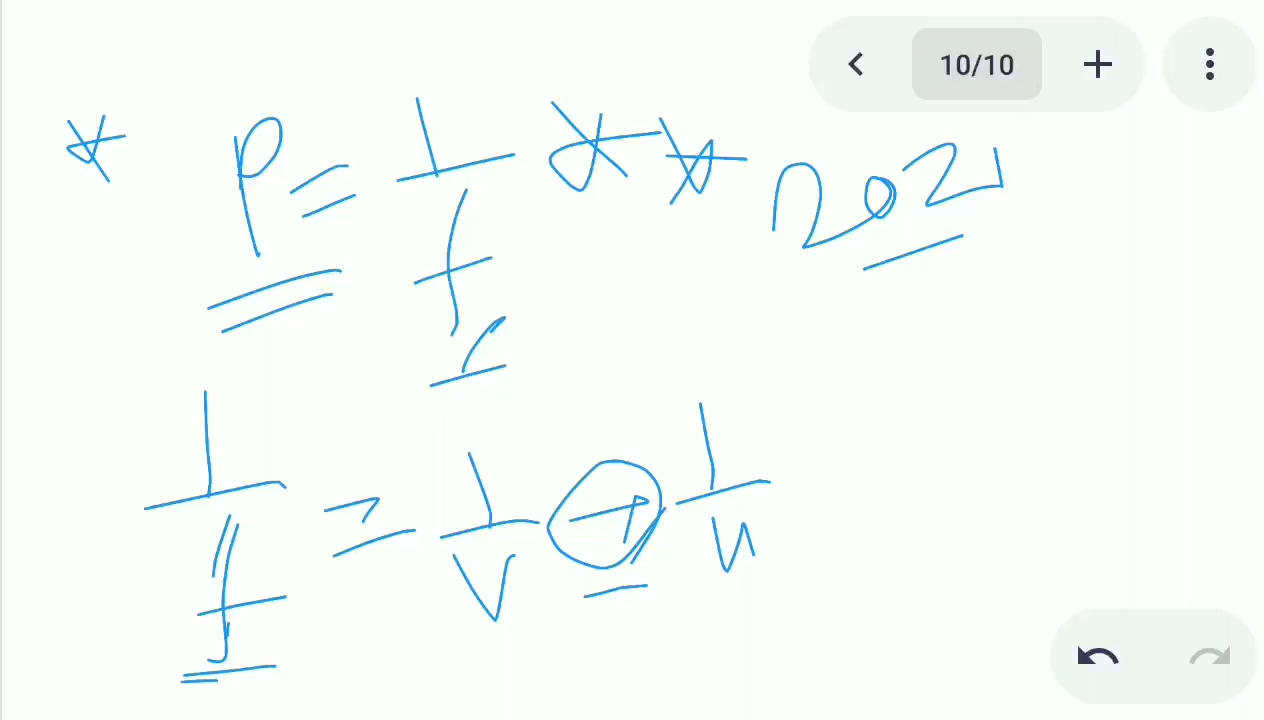 10/10
* P = 1/f ** 2021
1/f = 1/v + 1/u